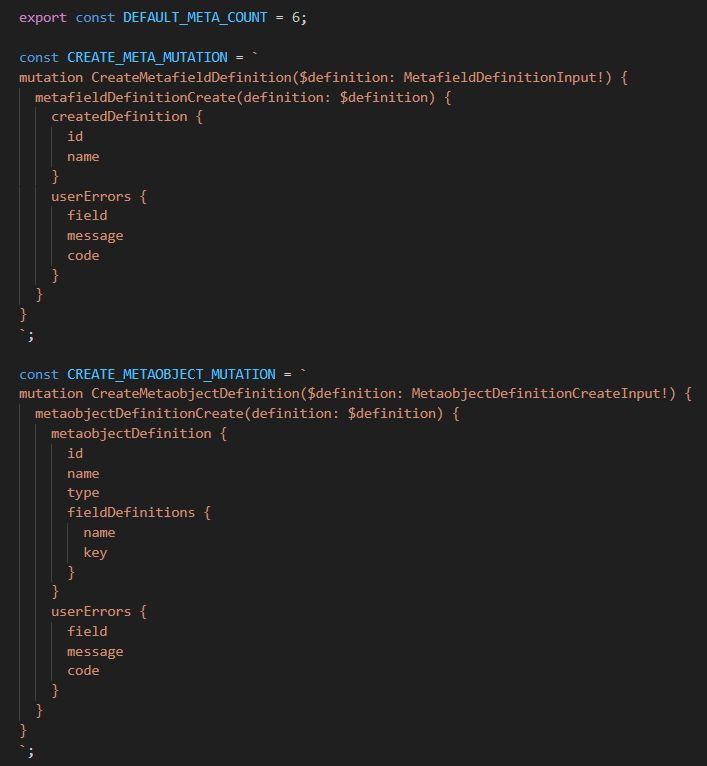 export const DEFAULT_META_COUNT = 6;

const CREATE_META_MUTATION = `
mutation CreateMetafieldDefinition($definition: MetafieldDefinitionInput!) {
  metafieldDefinitionCreate(definition: $definition) {
    createdDefinition {
      id
      name
    }
    userErrors {
      field
      message
      code
    }
  }
}
`;

const CREATE_METAOBJECT_MUTATION = `
mutation CreateMetaobjectDefinition($definition: MetaobjectDefinitionCreateInput!) {
  metaobjectDefinitionCreate(definition: $definition) {
    metaobjectDefinition {
      id
      name
      type
      fieldDefinitions {
        name
        key
      }
    }
    userErrors {
      field
      message
      code
    }
  }
}
`;